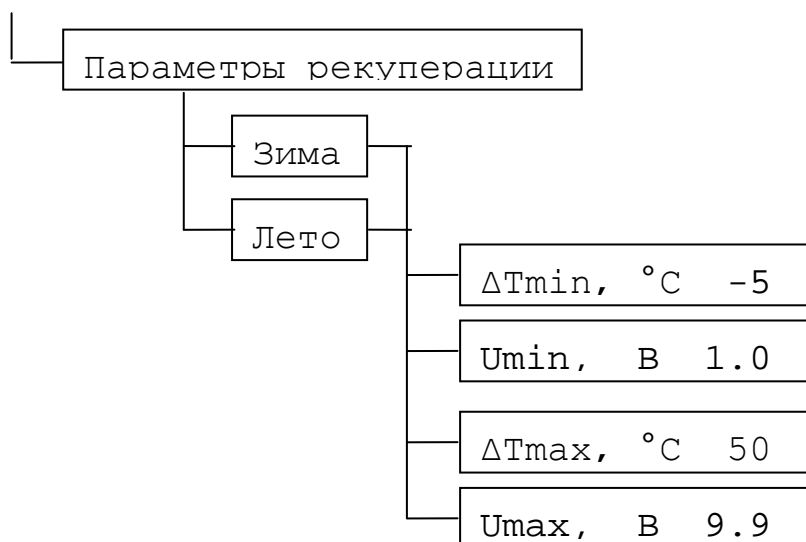 Параметры рекуперации
Зима
Лето
ΔTmin, °C -5
Umin, В 1.0
ΔTmax, °C 50
Umax, В 9.9